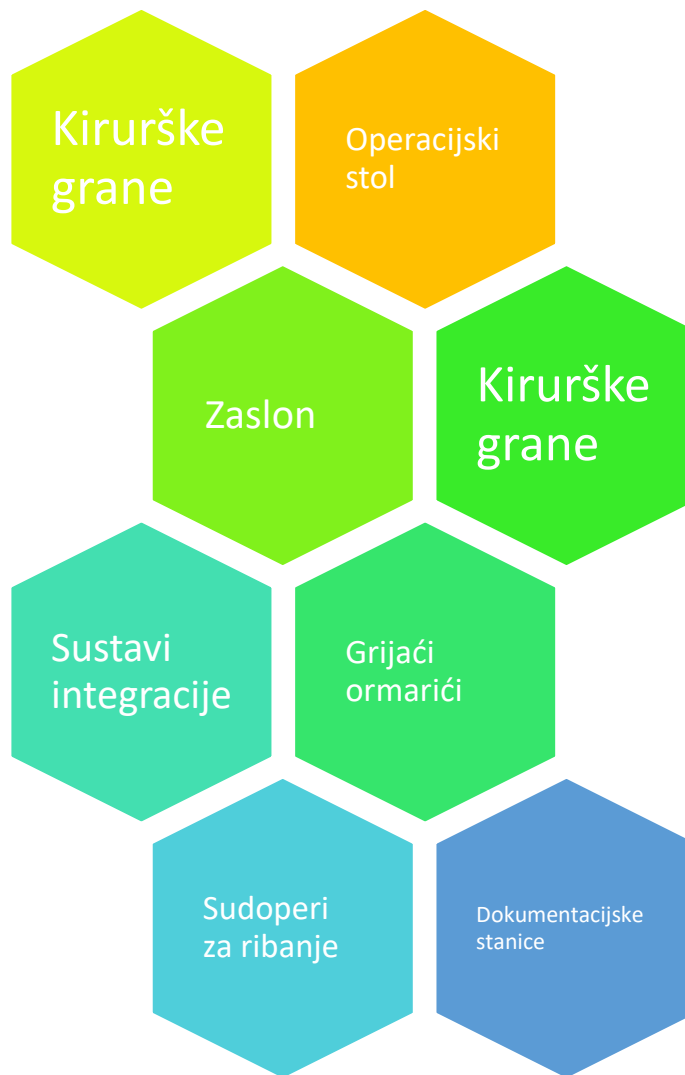 Kirurške
grane
Operacijski
stol
Zaslon
Kirurške
grane
Sustavi
integracije
Grijaći
ormarići
Sudoperi
za ribanje
Dokumentacijske
stanice